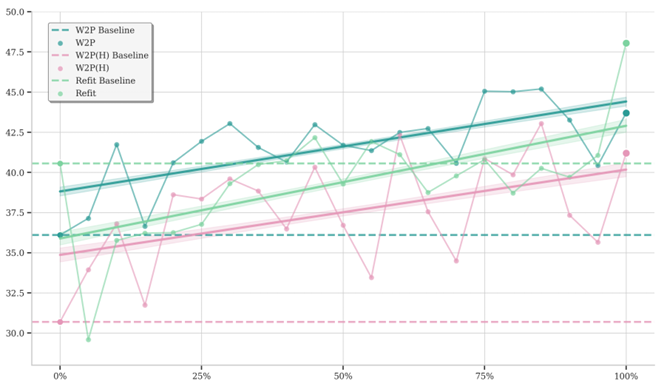 50.0
47.5
45.0
42.5
40.0
37.5
35.0
32.5
30.0
W2P Baseline
W2P
W2P(H) Baseline
W2P(H)
Refit Baseline
Refit
0%
25%
50%
75%
100%